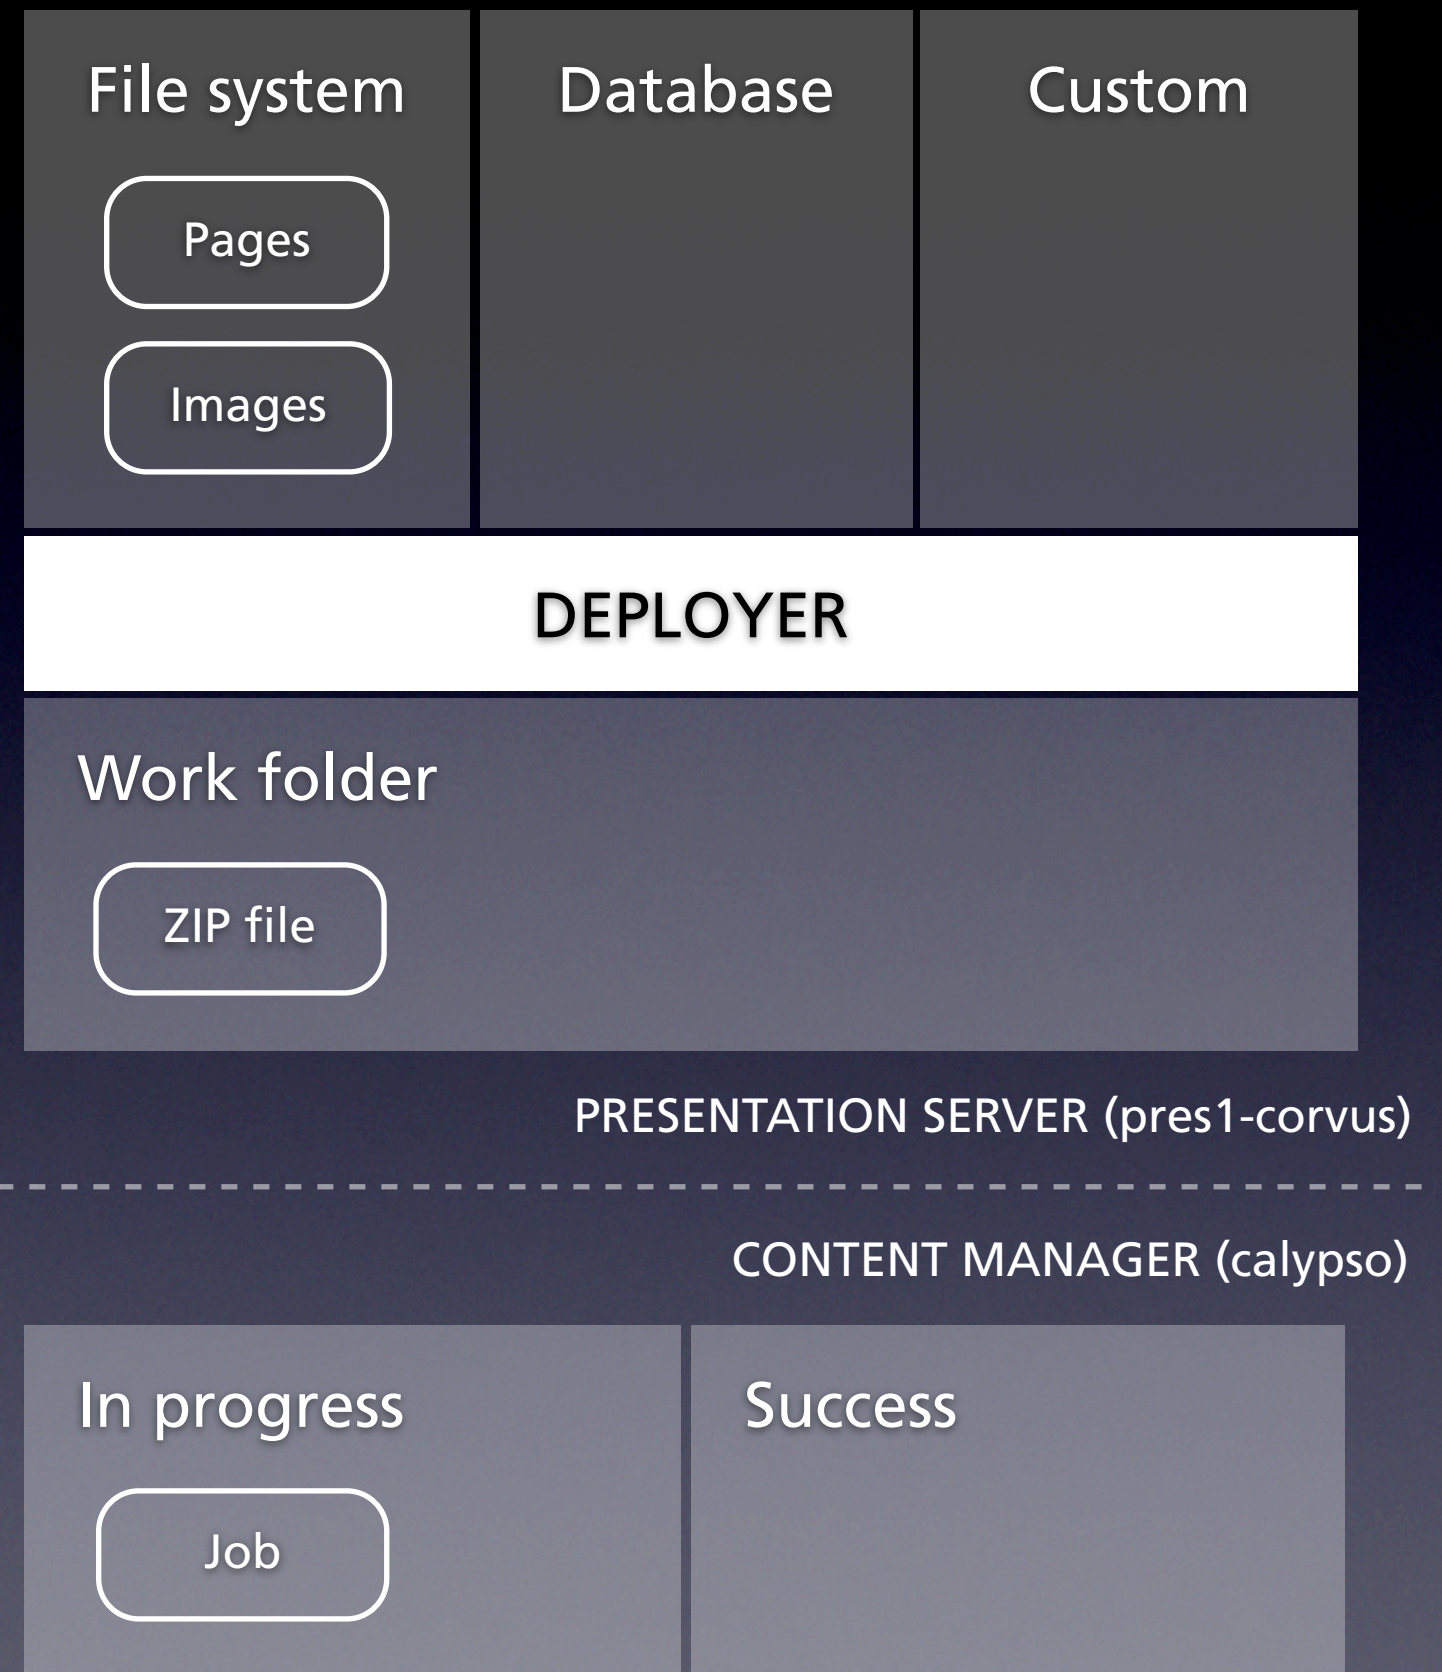 File system
Database
Custom
Pages
Images
DEPLOYER
Work folder
ZIP file
PRESENTATION SERVER (pres1-corvus)
CONTENT MANAGER (calypso)
In progress
Success
Job